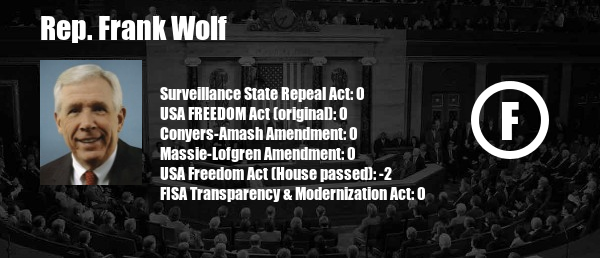 Rep. Frank Wolf
Surveillance State Repeal Act: 0
USA FREEDOM Act (original): 0
Conyers-Amash Amendment: 0
Massie-Lofgren Amendment: 0
USA Freedom Act (House passed): -2
FISA Transparency & Modernization Act: 0
F